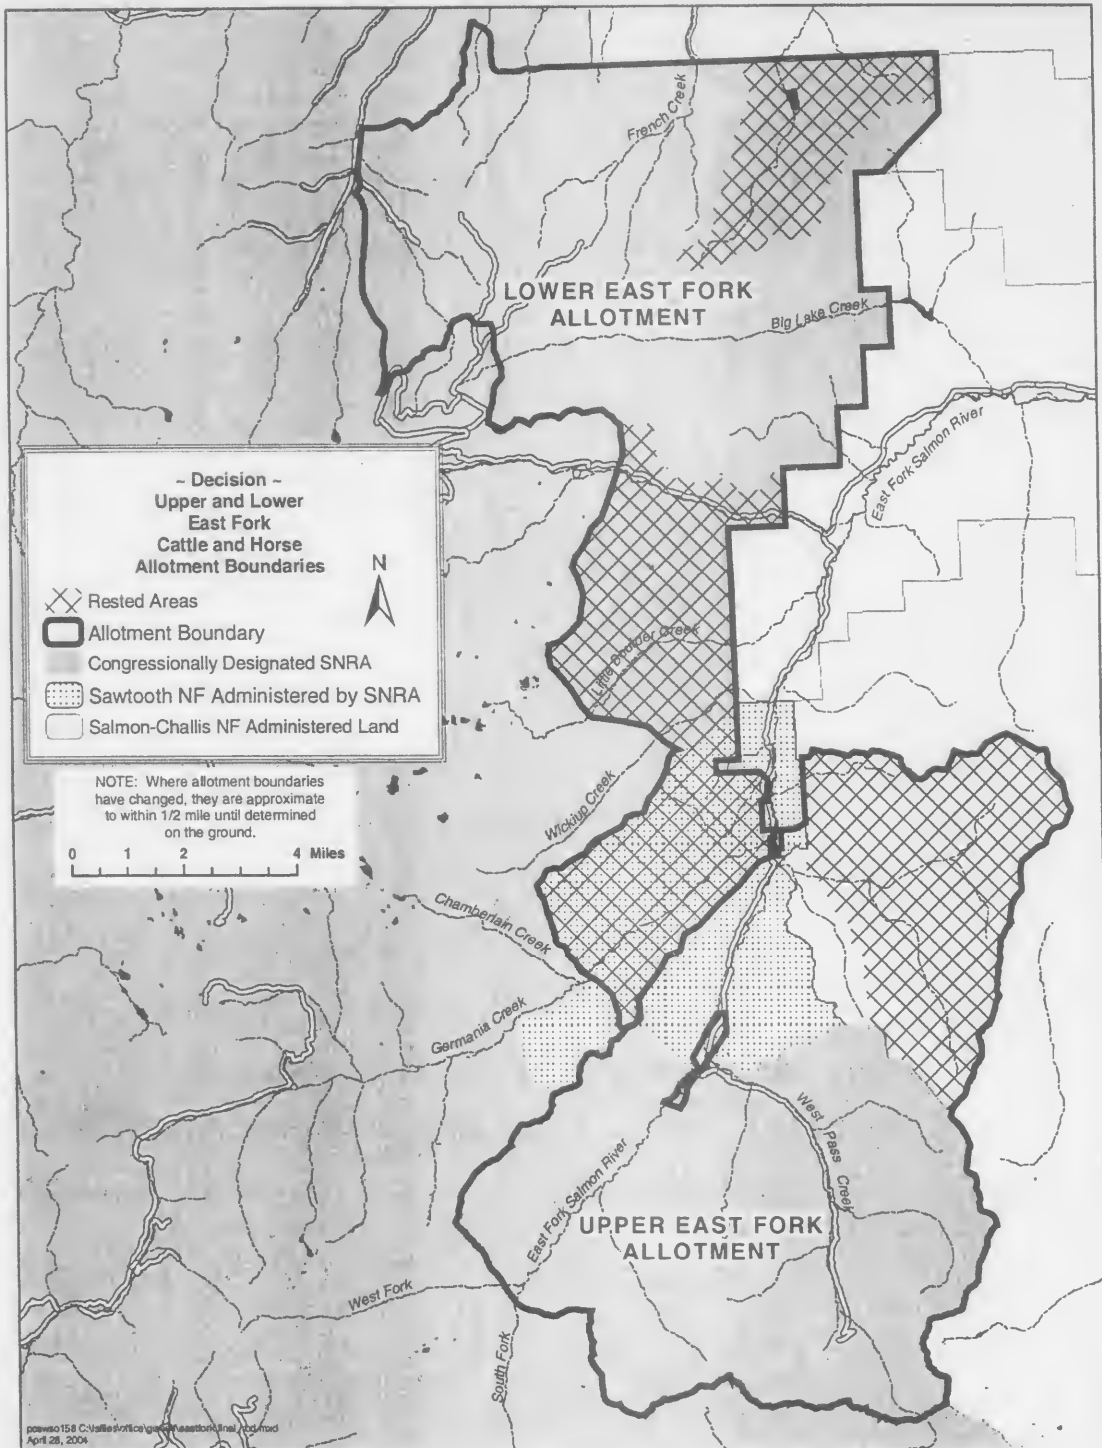 French Creek
LOWER EAST FORK
ALLOTMENT
Big Lake Creek
East Fork Salmon River
~ Decision ~
Upper and Lower
East Fork
Cattle and Horse
Allotment Boundaries
N
Rested Areas
Allotment Boundary
Congressionally Designated SNRA
Sawtooth NF Administered by SNRA
Salmon-Challis NF Administered Land
NOTE: Where allotment boundaries
have changed, they are approximate
to within 1/2 mile until determined
on the ground.
0 1 2 4 Miles
Little Boulder Creek
Wickiup Creek
Chamberlain Creek
Germania Creek
West Pass Creek
East Fork Salmon River
UPPER EAST FORK
ALLOTMENT
West Fork
South Fork
April 28, 2004